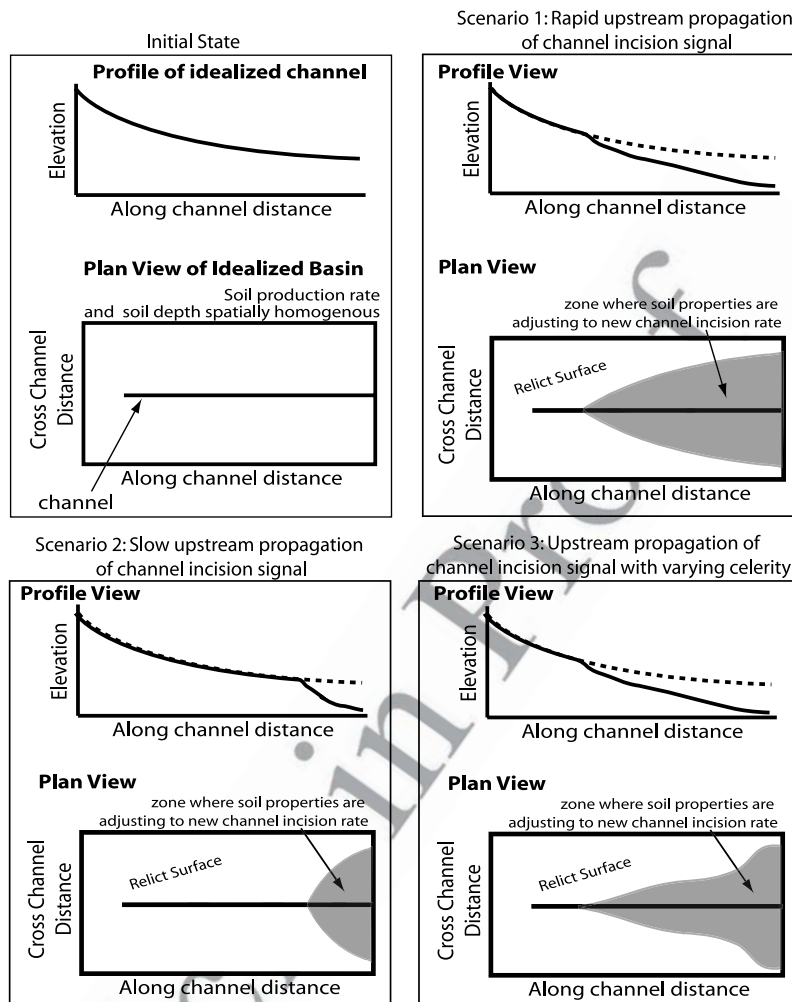 Initial State
Profile of idealized channel
Elevation
Along channel distance
Plan View of Idealized Basin
Soil production rate
and soil depth spatially homogenous
Cross Channel
Distance
Along channel distance
channel
Scenario 1: Rapid upstream propagation
of channel incision signal
Profile View
Elevation
Along channel distance
Plan View
zone where soil properties are
adjusting to new channel incision rate
Relict Surface
Cross Channel
Distance
Along channel distance
Scenario 2: Slow upstream propagation
of channel incision signal
Profile View
Elevation
Along channel distance
Plan View
zone where soil properties are
adjusting to new channel incision rate
Relict Surface
Cross Channel
Distance
Along channel distance
Scenario 3: Upstream propagation of
channel incision signal with varying celerity
Profile View
Elevation
Along channel distance
Plan View
zone where soil properties are
adjusting to new channel incision rate
Relict Surface
Cross Channel
Distance
Along channel distance
in Proof